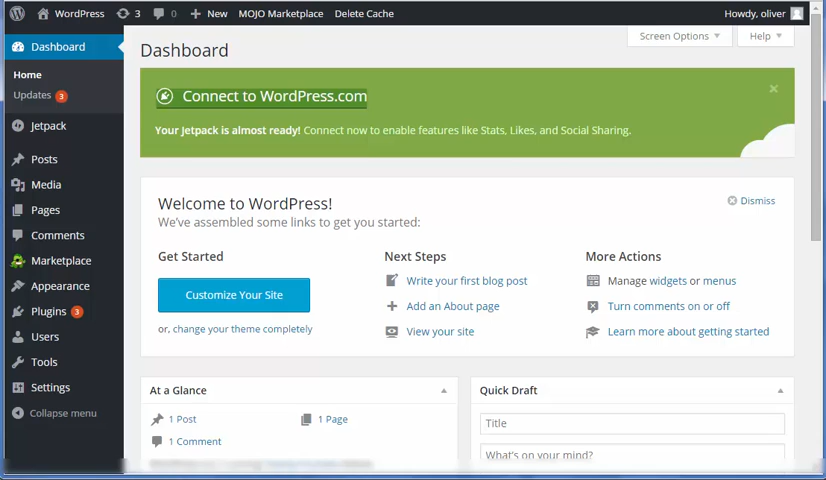 WordPress 3 0 New MOJO Marketplace Delete Cache Howdy, oliver
Screen Options Help
Dashboard
Home
Updates 3
Jetpack
Posts
Media
Pages
Comments
Marketplace
Appearance
Plugins 3
Users
Tools
Settings
Collapse menu
Dashboard
Connect to WordPress.com
Your Jetpack is almost ready! Connect now to enable features like Stats, Likes, and Social Sharing.
Welcome to WordPress!
We've assembled some links to get you started:
Dismiss
Get Started
Customize Your Site
or, change your theme completely
Next Steps
Write your first blog post
Add an About page
View your site
More Actions
Manage widgets or menus
Turn comments on or off
Learn more about getting started
At a Glance
1 Post 1 Page
1 Comment
Quick Draft
Title
What's on your mind?